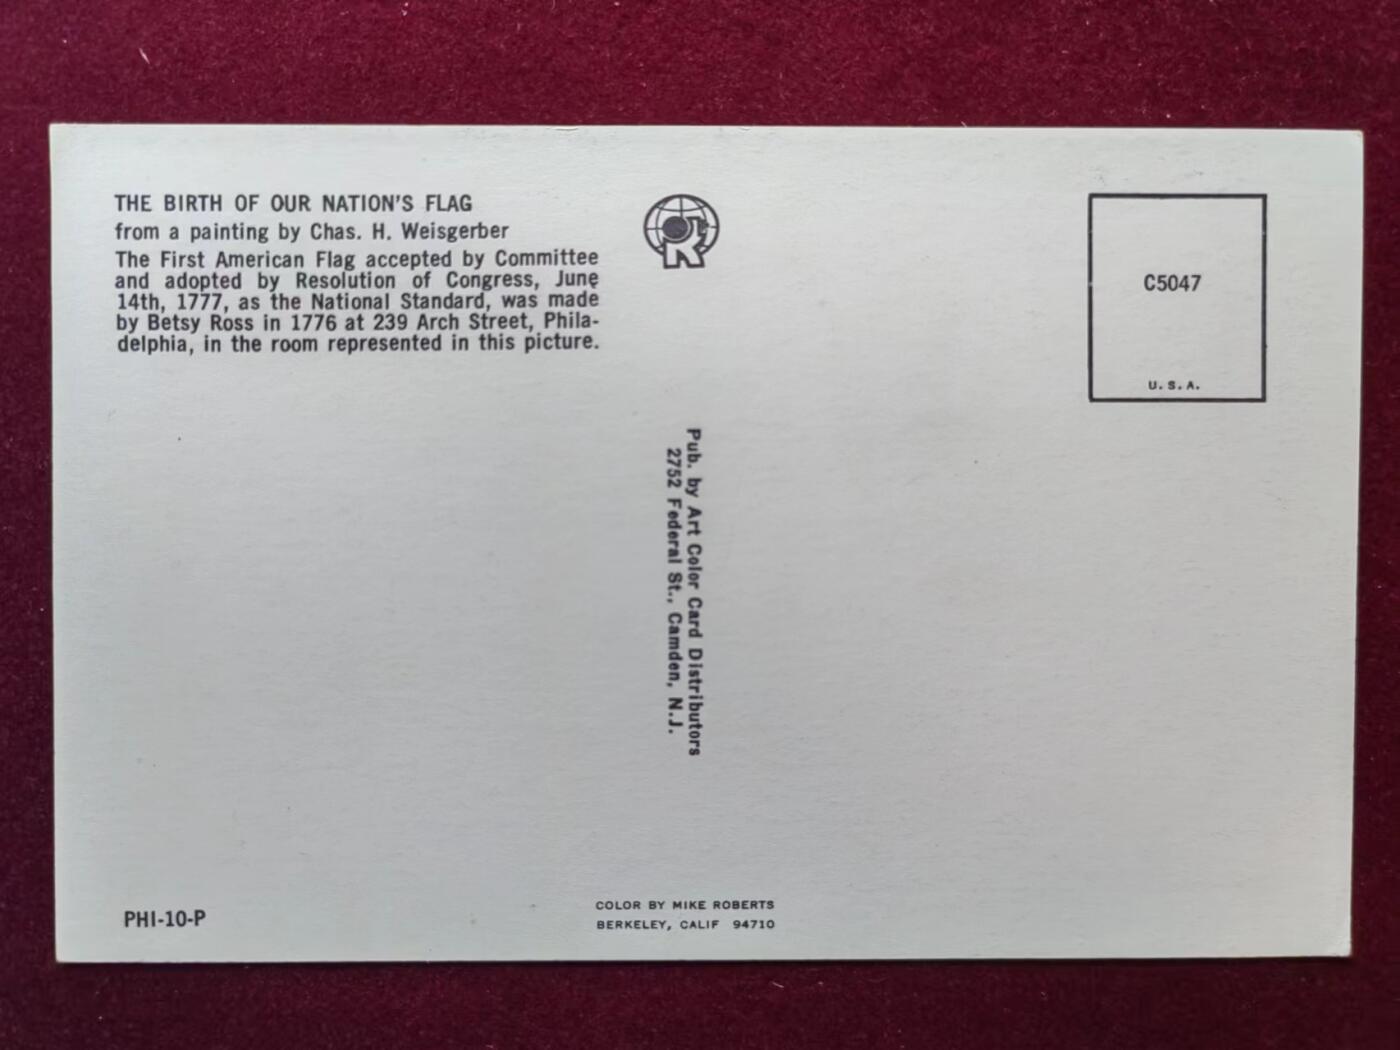 THE BIRTH OF OUR NATION'S FLAG
from a painting by Chas. H. Weisgerber
The First American Flag accepted by Committee
and adopted by Resolution of Congress, June
14th, 1777, as the National Standard, was made
by Betsy Ross in 1776 at 239 Arch Street, Phila-
delphia, in the room represented in this picture.
R
C5047
U. S. A.
Pub. by Art Color Card Distributors
2752 Federal St., Camden, N.J.
PHI-10-P
COLOR BY MIKE ROBERTS
BERKELEY, CALIF 94710